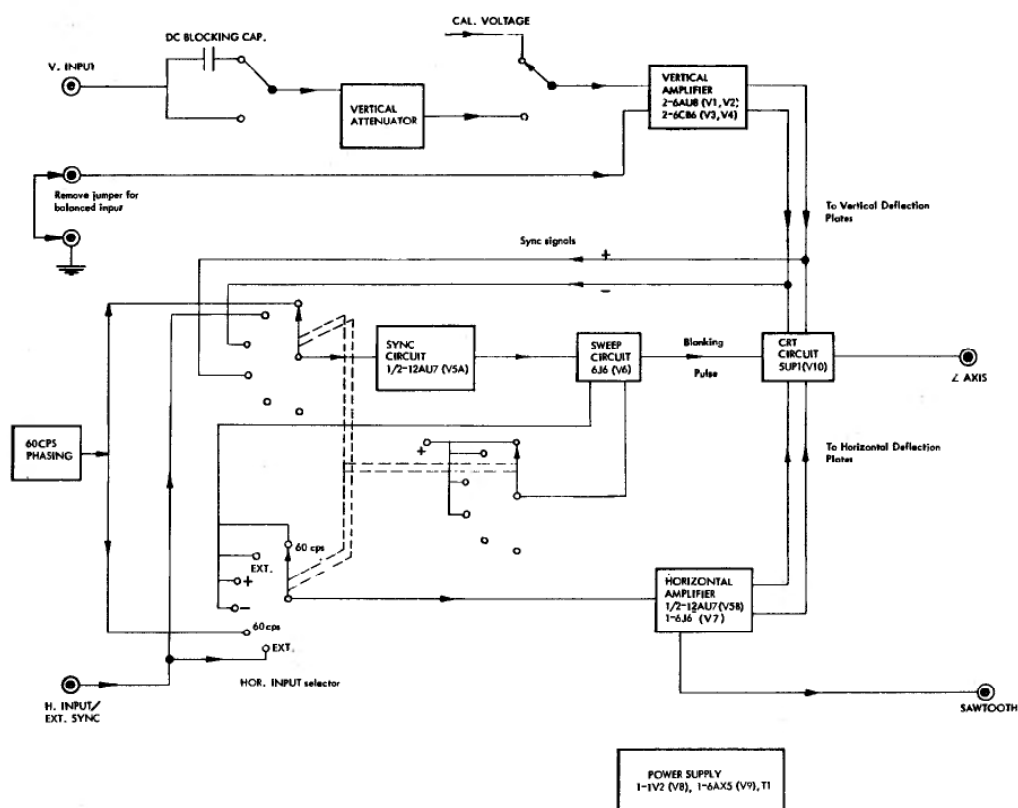 CAL. VOLTAGE
DC BLOCKING CAP.
V. INPUT
VERTICAL
ATTENUATOR
VERTICAL
AMPLIFIER
2-6AU8 (V1, V2)
2-6CB6 (V3, V4)
Remove jumper for
balanced input
To Vertical Deflection
Plates
Sync signals
+
−
SYNC
CIRCUIT
1/2-12AU7 (V5A)
SWEEP
CIRCUIT
6J6 (V6)
Blanking
Pulse
CRT
CIRCUIT
5UP1(V10)
Z AXIS
60CPS
PHASING
+
To Horizontal Deflection
Plates
60 cps
EXT.
+
−
60cps
EXT.
HOR. INPUT selector
HORIZONTAL
AMPLIFIER
1/2-12AU7(V5B)
1-6J6 (V7)
H. INPUT/
EXT. SYNC
SAWTOOTH
POWER SUPPLY
1-1V2 (V8), 1-6AX5 (V9), T1